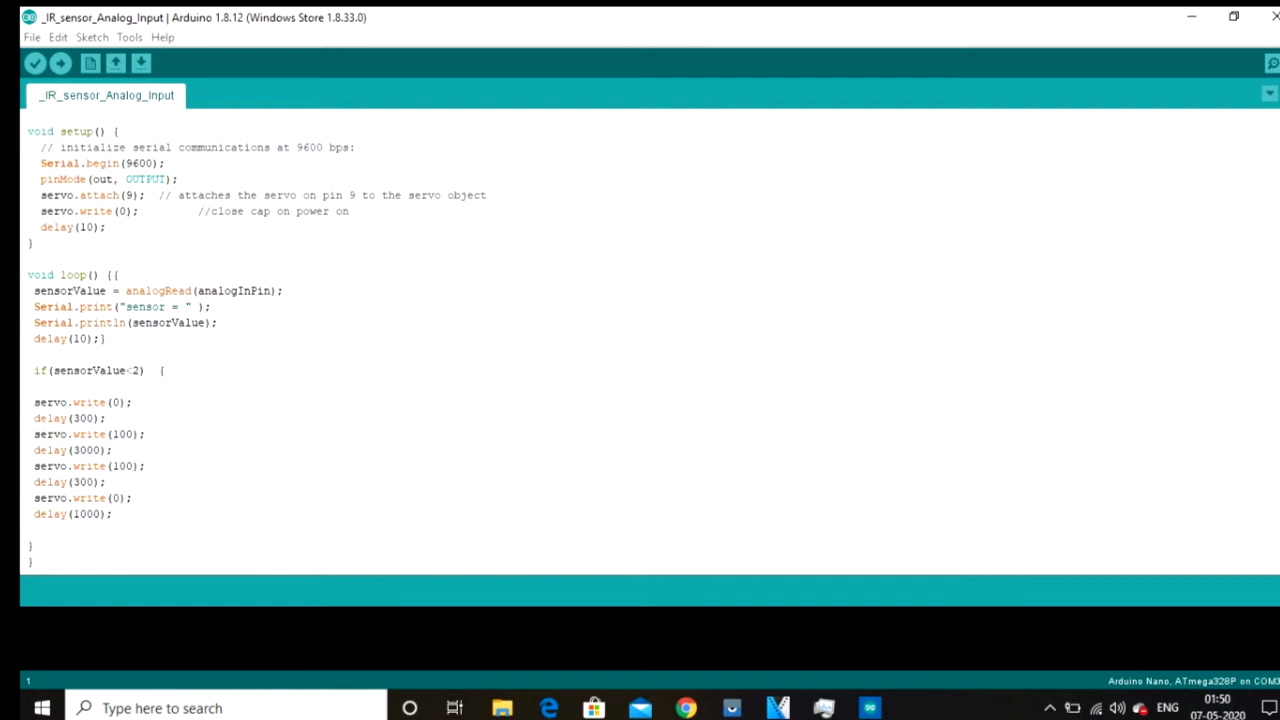 _IR_sensor_Analog_Input | Arduino 1.8.12 (Windows Store 1.8.33.0)
File Edit Sketch Tools Help
_IR_sensor_Analog_Input
void setup() {
// initialize serial communications at 9600 bps:
Serial.begin(9600);
pinMode(out, OUTPUT);
servo.attach(9); // attaches the servo on pin 9 to the servo object
servo.write(0); //close cap on power on
delay(10);
}
void loop() {{
sensorValue = analogRead(analogInPin);
Serial.print("sensor = " );
Serial.println(sensorValue);
delay(10);}
if(sensorValue<2) {
servo.write(0);
delay(300);
servo.write(100);
delay(3000);
servo.write(100);
delay(300);
servo.write(0);
delay(1000);
}
}
1
Arduino Nano, ATmega328P on COM3
Type here to search
ENG
01:50
07-05-2020